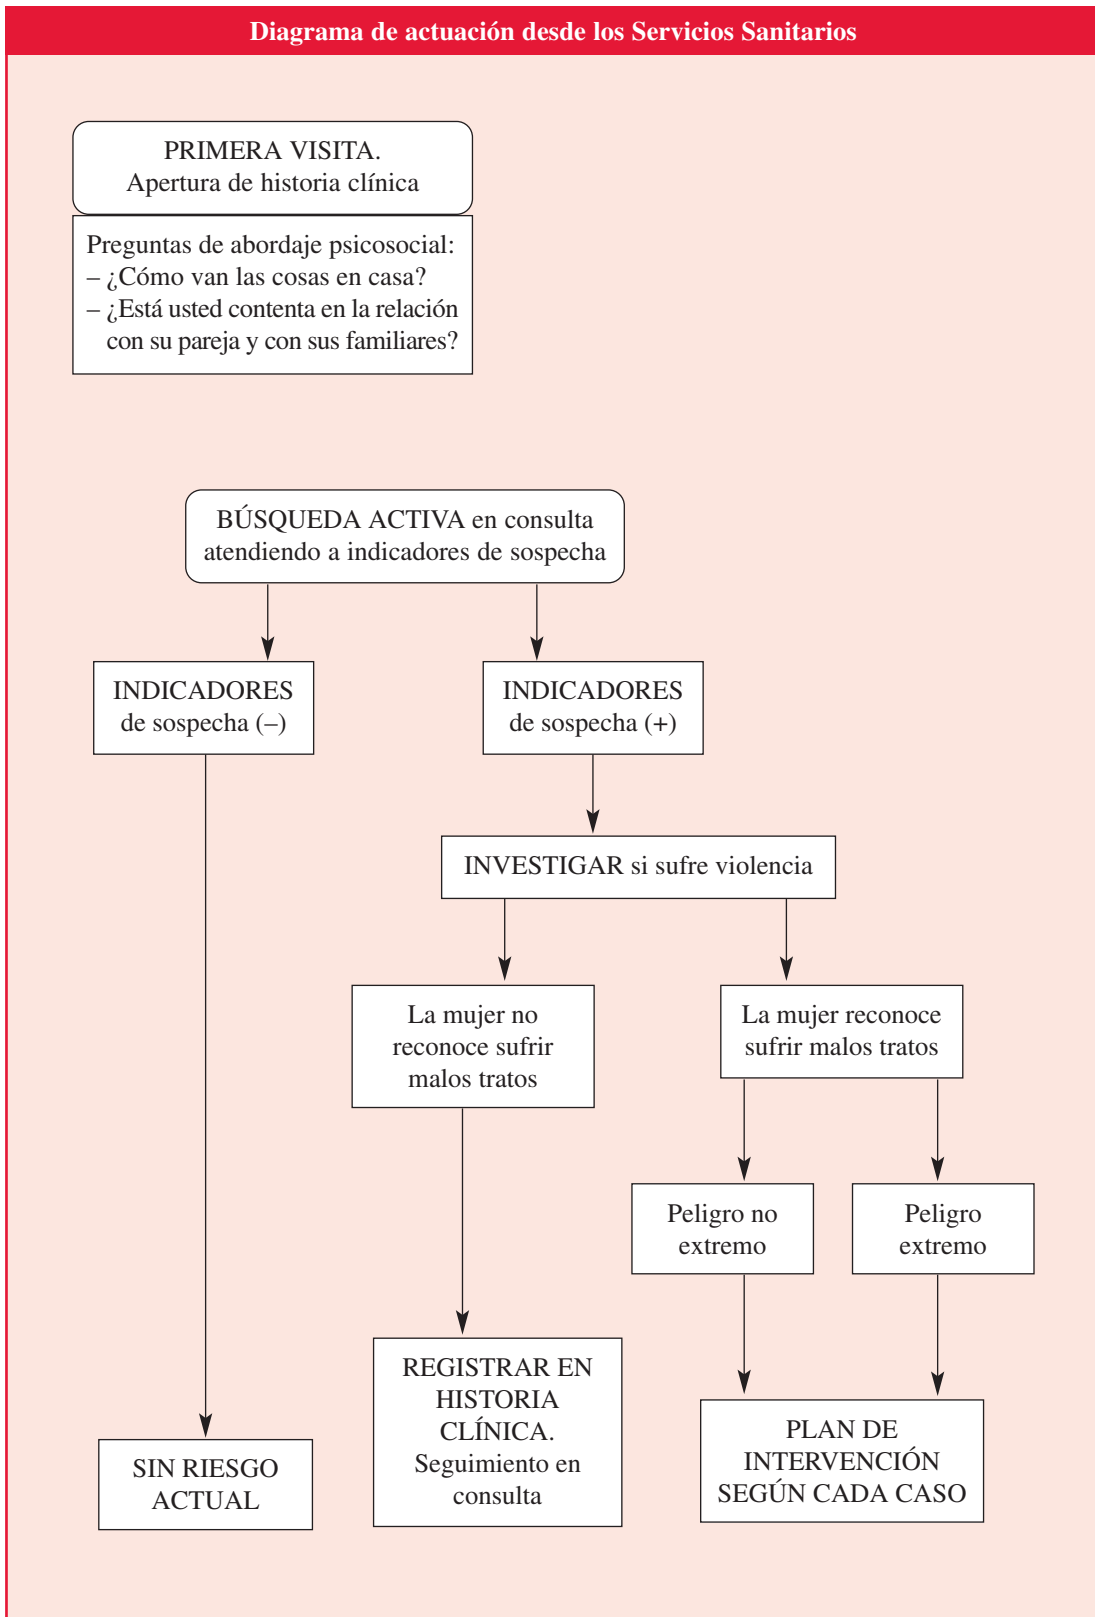 Diagrama de actuación desde los Servicios Sanitarios
PRIMERA VISITA.
Apertura de historia clínica
Preguntas de abordaje psicosocial:
– ¿Cómo van las cosas en casa?
– ¿Está usted contenta en la relación
con su pareja y con sus familiares?
BÚSQUEDA ACTIVA en consulta
atendiendo a indicadores de sospecha
INDICADORES
de sospecha (–)
INDICADORES
de sospecha (+)
INVESTIGAR si sufre violencia
La mujer no
reconoce sufrir
malos tratos
La mujer reconoce
sufrir malos tratos
Peligro no
extremo
Peligro
extremo
REGISTRAR EN
HISTORIA
CLÍNICA.
Seguimiento en
consulta
PLAN DE
INTERVENCIÓN
SEGÚN CADA CASO
SIN RIESGO
ACTUAL